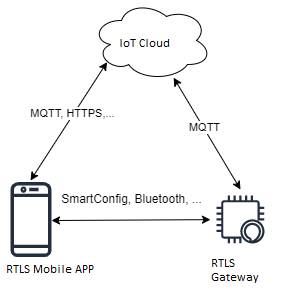 IoT Cloud
MQTT, HTTPS,...
MQTT
SmartConfig, Bluetooth, ...
RTLS Mobile APP
RTLS
Gateway